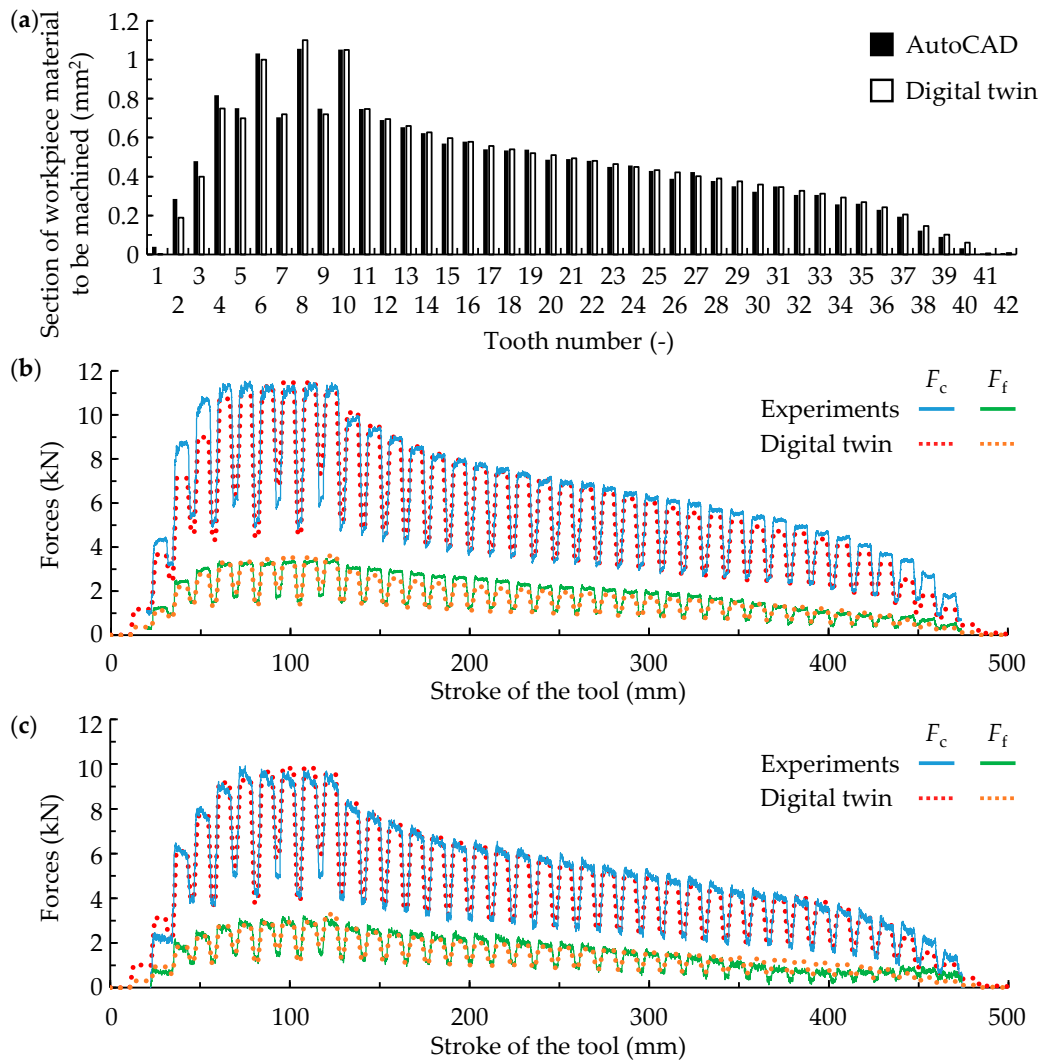 (a)
Section of workpiece material
to be machined (mm²)
1.2
1
0.8
0.6
0.4
0.2
0
AutoCAD
Digital twin
1 3 5 7 9 11 13 15 17 19 21 23 25 27 29 31 33 35 37 39 41
2 4 6 8 10 12 14 16 18 20 22 24 26 28 30 32 34 36 38 40 42
Tooth number (-)
(b)
Forces (kN)
12
10
8
6
4
2
0
F_c F_f
Experiments
Digital twin
0 100 200 300 400 500
Stroke of the tool (mm)
(c)
Forces (kN)
12
10
8
6
4
2
0
F_c F_f
Experiments
Digital twin
0 100 200 300 400 500
Stroke of the tool (mm)